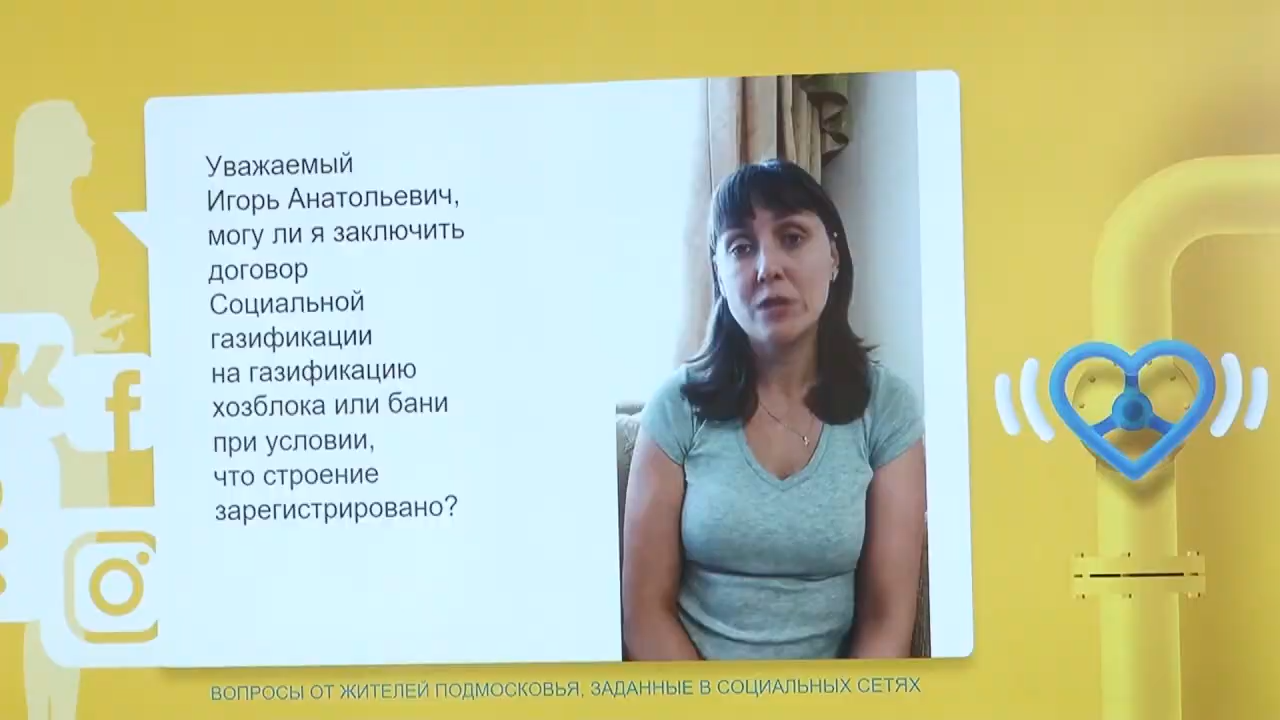 Уважаемый
Игорь Анатольевич,
могу ли я заключить
договор
Социальной
газификации
на газификацию
хозблока или бани
при условии,
что строение
зарегистрировано?
ВОПРОСЫ ОТ ЖИТЕЛЕЙ ПОДМОСКОВЬЯ, ЗАДАННЫЕ В СОЦИАЛЬНЫХ СЕТЯХ